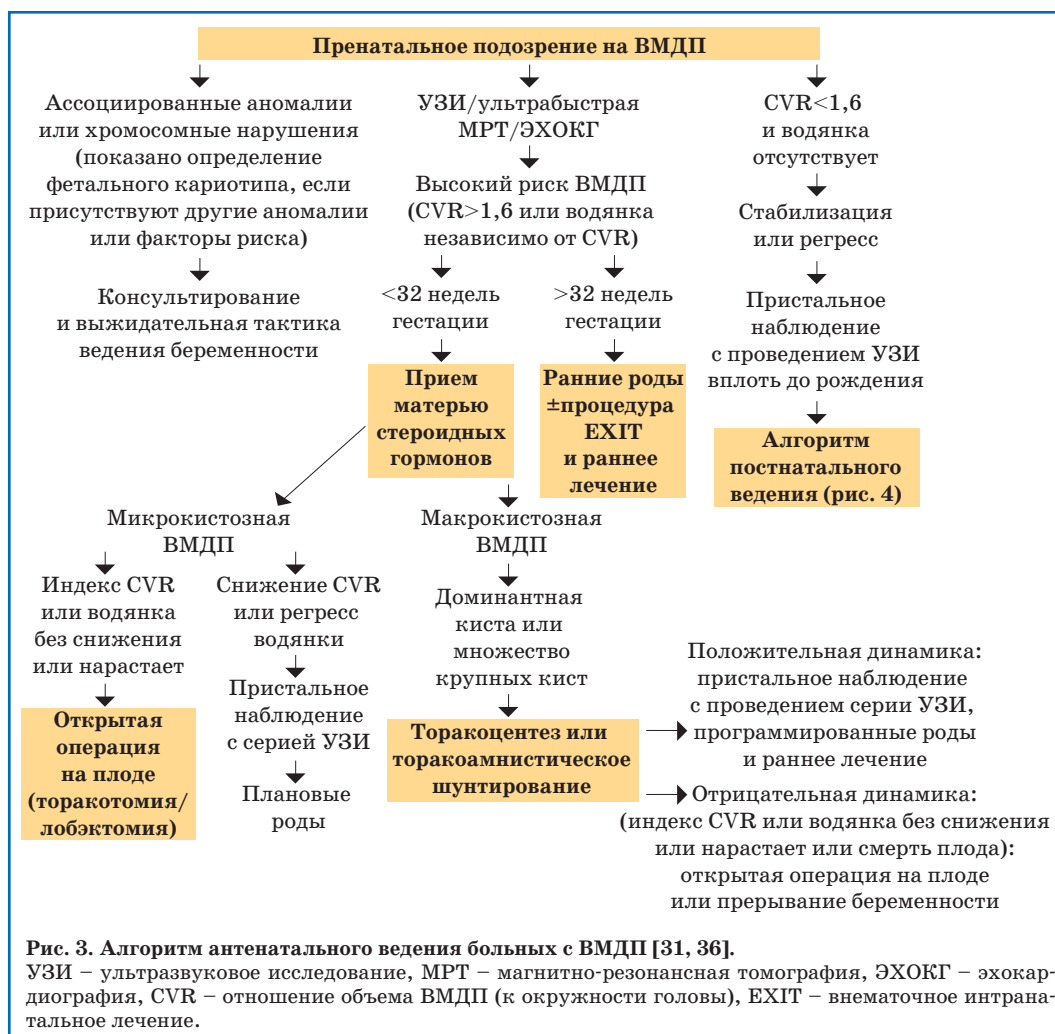 Пренатальное подозрение на ВМДП
Ассоциированные аномалии
или хромосомные нарушения
(показано определение
фетального кариотипа, если
присутствуют другие аномалии
или факторы риска)
Консультирование
и выжидательная тактика
ведения беременности
УЗИ/ультрабыстрая
МРТ/ЭХОКГ
Высокий риск ВМДП
(CVR>1,6 или водянка
независимо от CVR)
<32 недель
гестации
Прием
матерью
стероидных
гормонов
>32 недель
гестации
Ранние роды
±процедура
EXIT
и раннее
лечение
CVR<1,6
и водянка
отсутствует
Стабилизация
или регресс
Пристальное
наблюдение
с проведением УЗИ
вплоть до рождения
Алгоритм
постнатального
ведения (рис. 4)
Микрокистозная
ВМДП
Индекс CVR
или водянка
без снижения
или нарастает
Открытая
операция
на плоде
(торакотомия/
лобэктомия)
Снижение CVR
или регресс
водянки
Пристальное
наблюдение
с серией УЗИ
Плановые
роды
Макрокистозная
ВМДП
Доминантная
киста или
множество
крупных кист
Торакоцентез или
торакоамнистическое
шунтирование
Положительная динамика:
пристальное наблюдение
с проведением серии УЗИ,
программированные роды
и раннее лечение
Отрицательная динамика:
(индекс CVR или водянка без снижения
или нарастает или смерть плода):
открытая операция на плоде
или прерывание беременности
Рис. 3. Алгоритм антенатального ведения больных с ВМДП [31, 36].
УЗИ – ультразвуковое исследование, МРТ – магнитно-резонансная томография, ЭХОКГ – эхокар-
диография, CVR – отношение объема ВМДП (к окружности головы), EXIT – внематочное интрана-
тальное лечение.